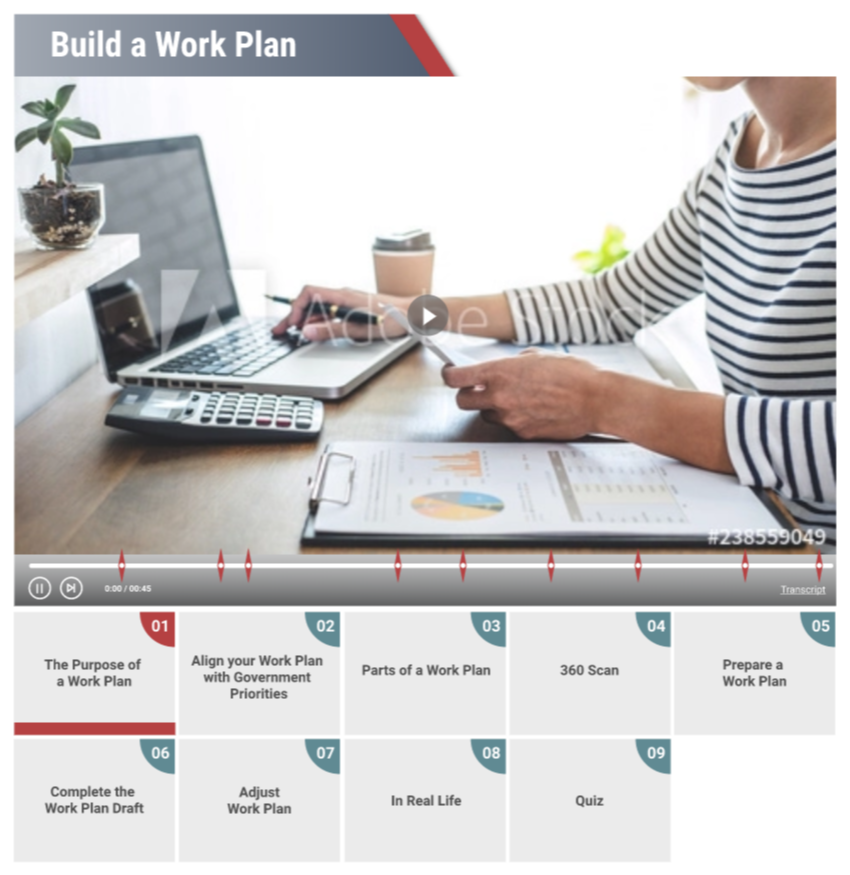 Build a Work Plan
Adobe Stock
#238559049
0:00 / 00:45
Transcript
01
The Purpose of
a Work Plan
02
Align your Work Plan
with Government
Priorities
03
Parts of a Work Plan
04
360 Scan
05
Prepare a
Work Plan
06
Complete the
Work Plan Draft
07
Adjust
Work Plan
08
In Real Life
09
Quiz